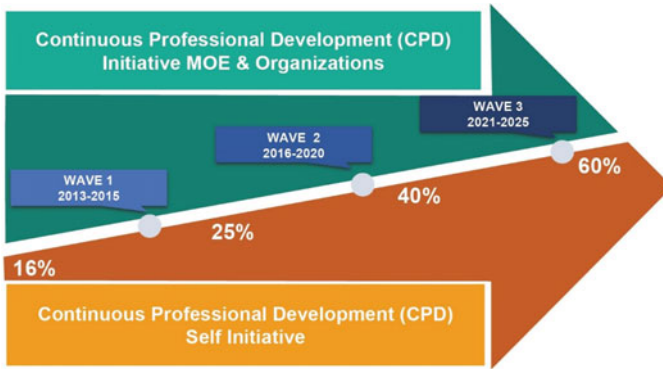 Continuous Professional Development (CPD)
Initiative MOE & Organizations
WAVE 3
2021-2025
WAVE 2
2016-2020
WAVE 1
2013-2015
60%
40%
25%
16%
Continuous Professional Development (CPD)
Self Initiative